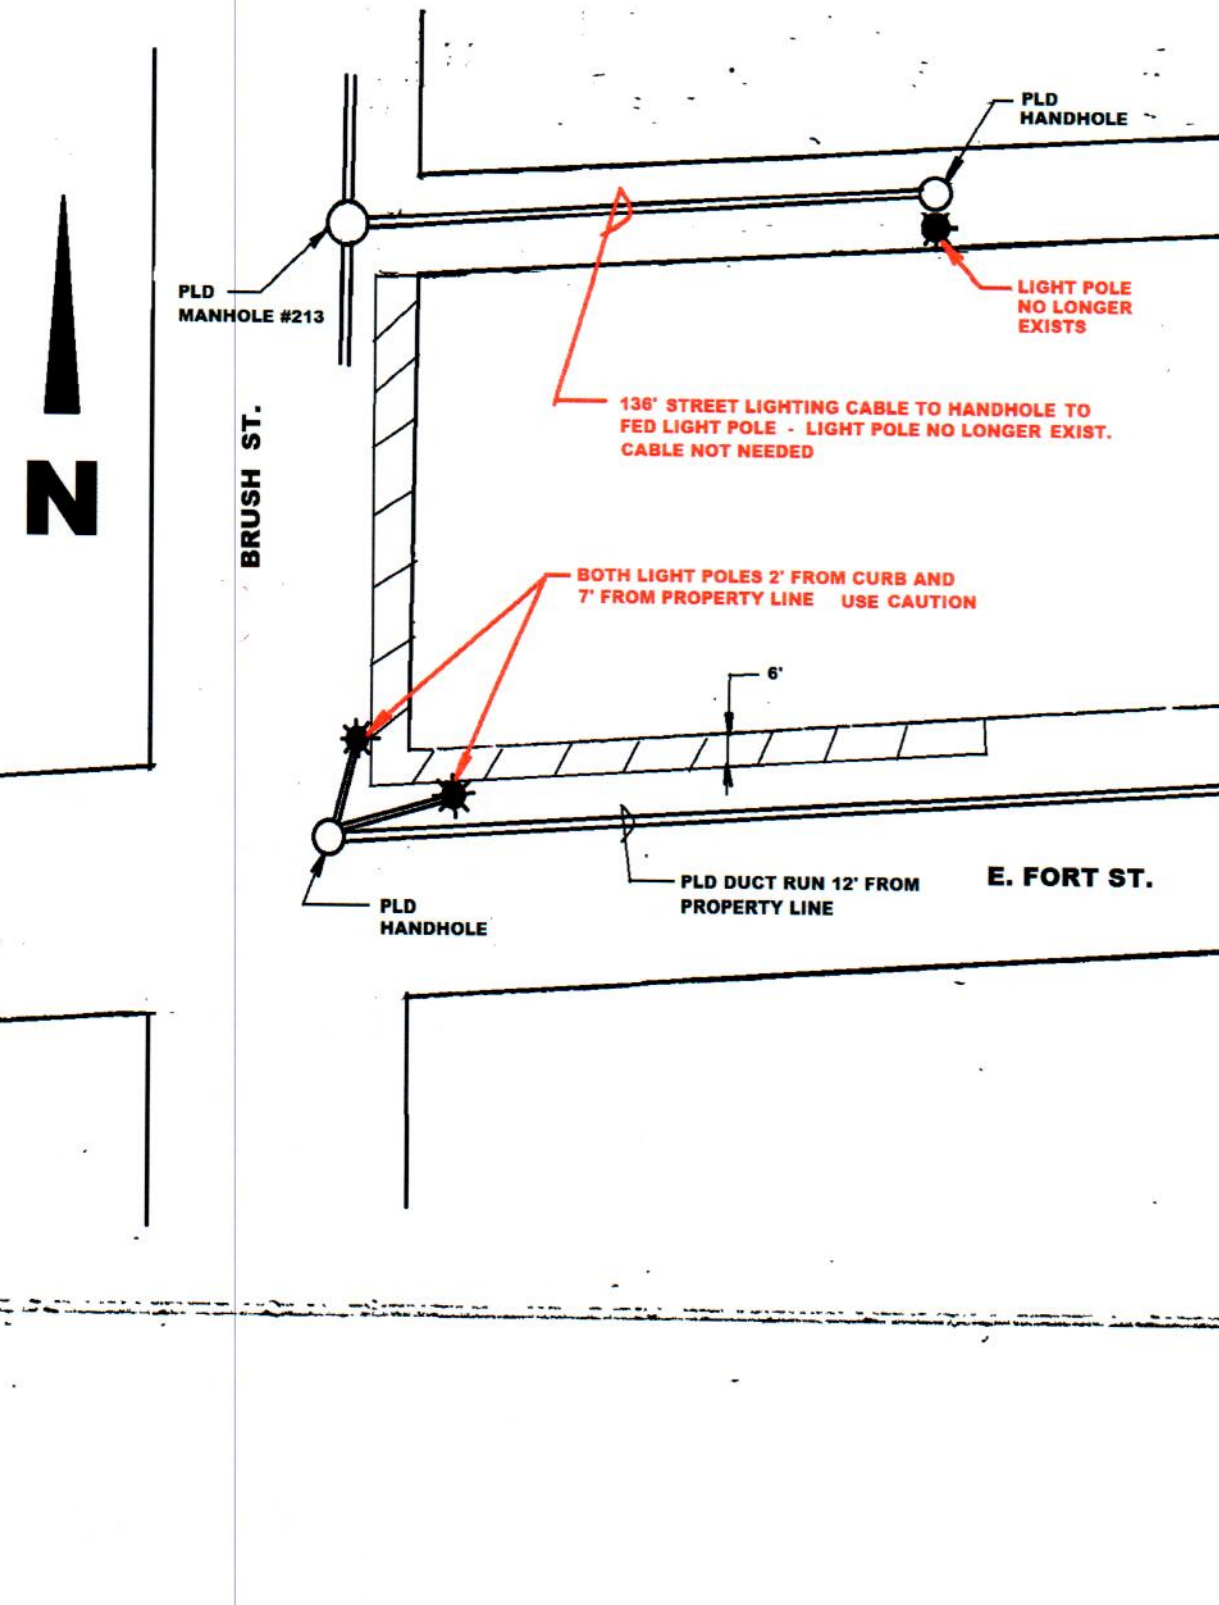 PLD
HANDHOLE
PLD
MANHOLE #213
LIGHT POLE
NO LONGER
EXISTS
N
BRUSH ST.
136' STREET LIGHTING CABLE TO HANDHOLE TO
FED LIGHT POLE - LIGHT POLE NO LONGER EXIST.
CABLE NOT NEEDED
BOTH LIGHT POLES 2' FROM CURB AND
7' FROM PROPERTY LINE USE CAUTION
6'
PLD DUCT RUN 12' FROM
PROPERTY LINE
E. FORT ST.
PLD
HANDHOLE